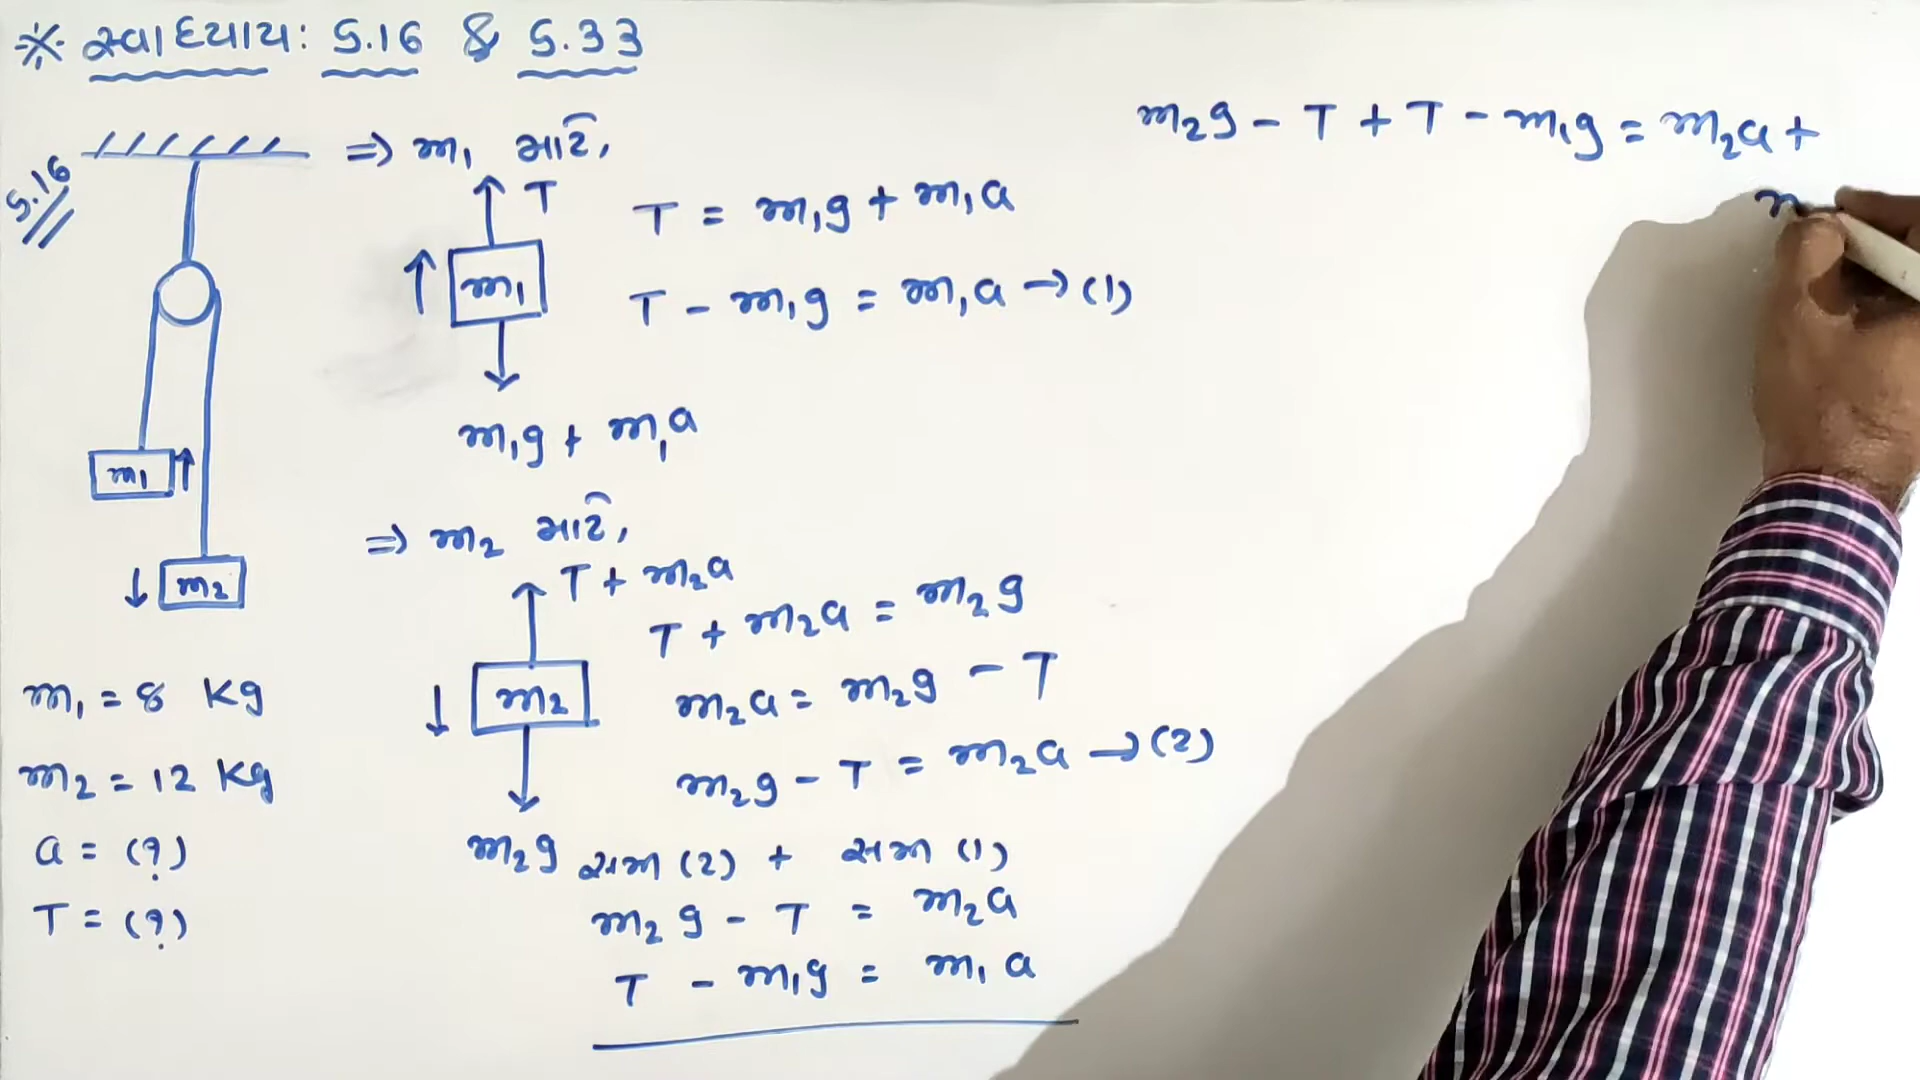 ※ સ્વાધ્યાય: 5.16 & 5.33
5.16
m1
m2
m₁ = 8 kg
m₂ = 12 kg
a = (?)
T = (?)
⇒ m₁ માટે,
T
m1
m₁g + m₁a
T = m₁g + m₁a
T - m₁g = m₁a → (1)
⇒ m₂ માટે,
T + m₂a
m2
m₂g
T + m₂a = m₂g
m₂a = m₂g - T
m₂g - T = m₂a → (2)
સમ (2) + સમ (1)
m₂g - T = m₂a
T - m₁g = m₁a
m₂g - T + T - m₁g = m₂a +